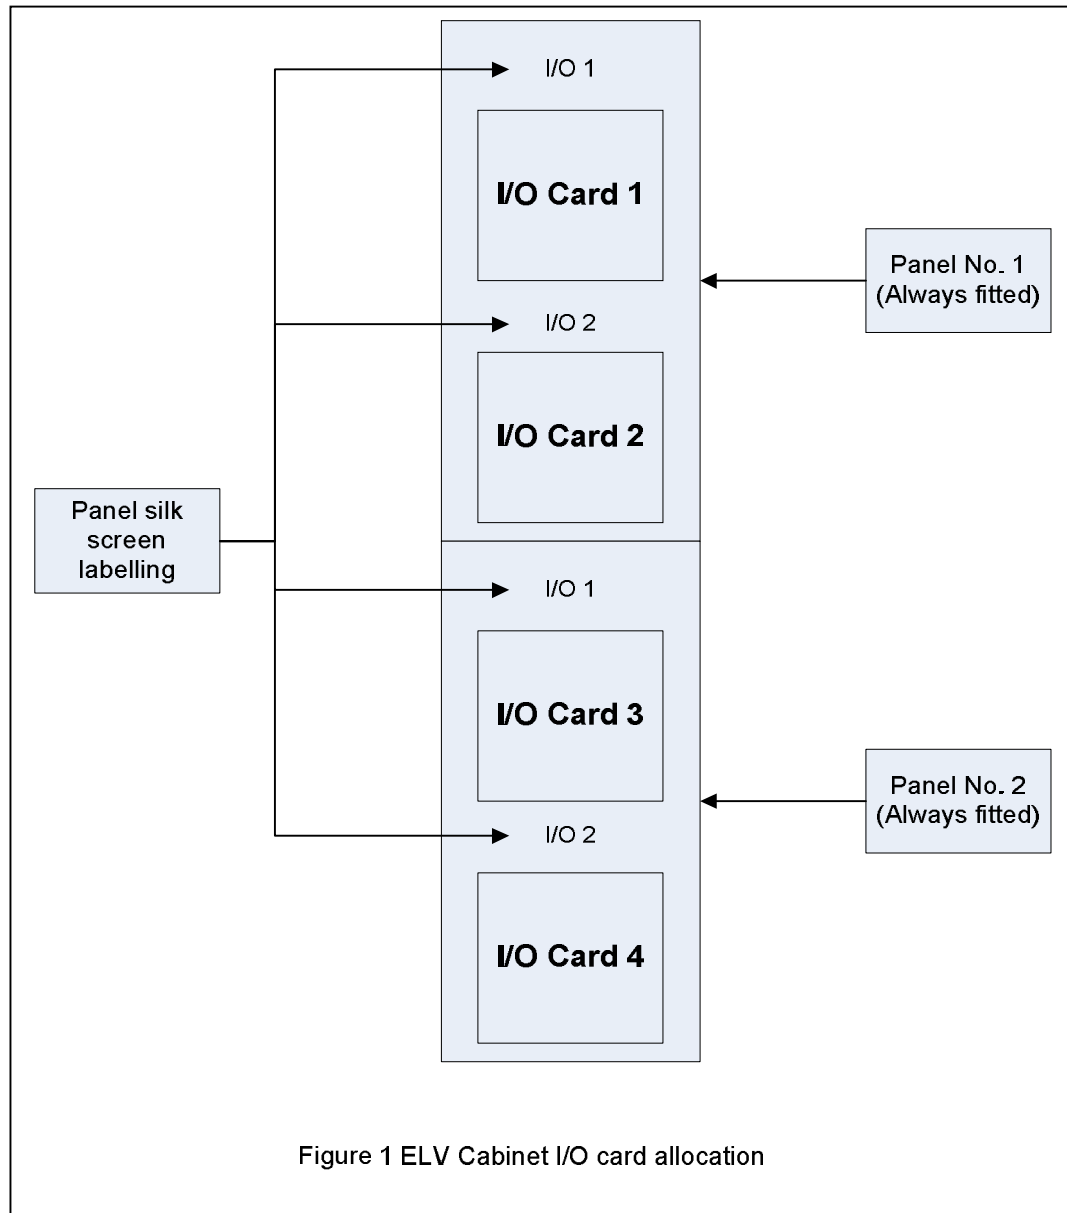 I/O 1
I/O Card 1
Panel No. 1
(Always fitted)
I/O 2
I/O Card 2
Panel silk
screen
labelling
I/O 1
I/O Card 3
Panel No. 2
(Always fitted)
I/O 2
I/O Card 4
Figure 1 ELV Cabinet I/O card allocation